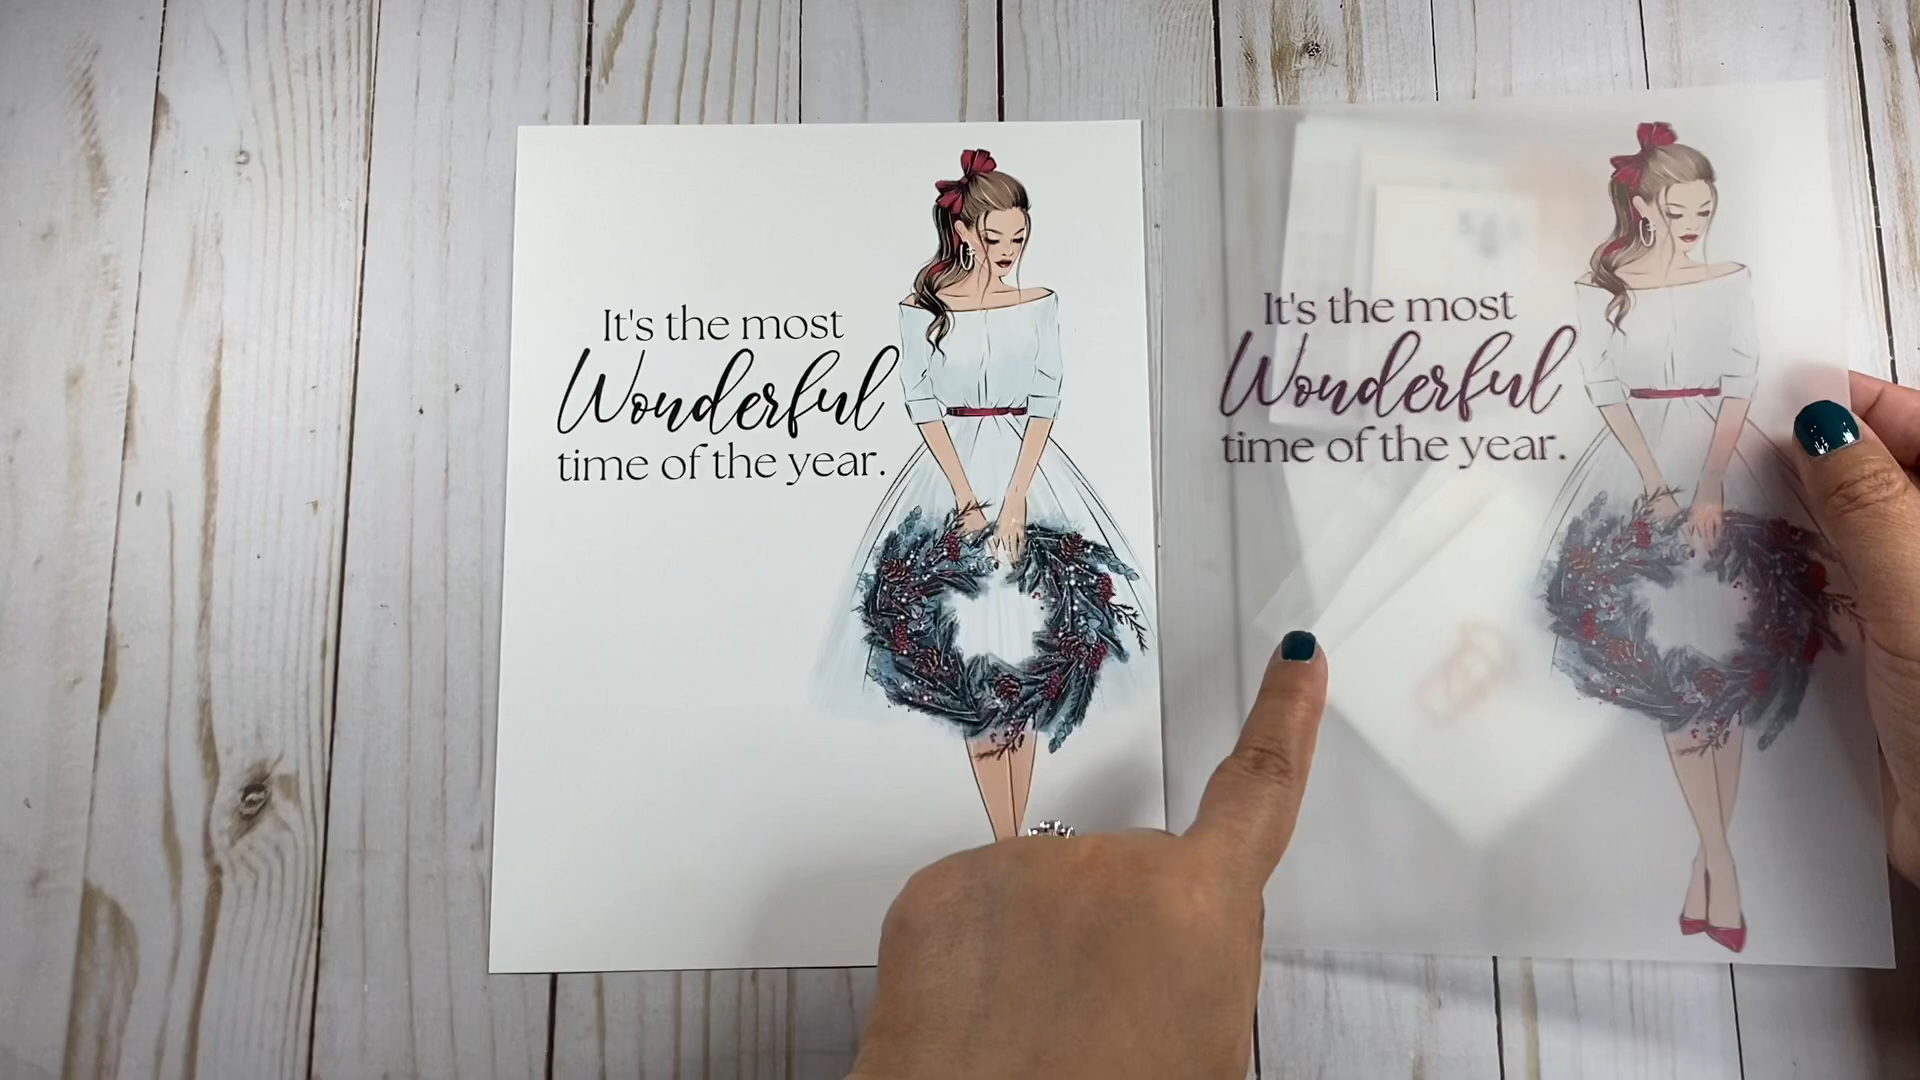 It's the most
Wonderful
time of the year.
It's the most
Wonderful
time of the year.